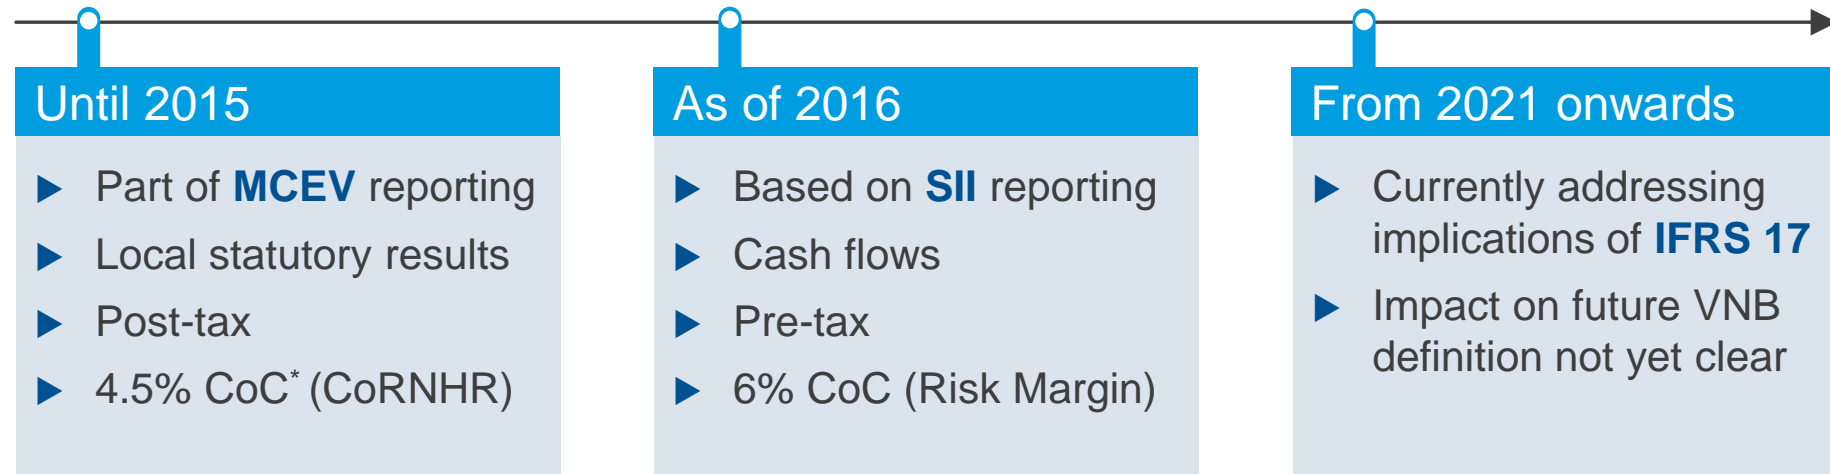 Until 2015
Part of MCEV reporting
Local statutory results
Post-tax
4.5% CoC* (CoRNHR)
As of 2016
Based on SII reporting
Cash flows
Pre-tax
6% CoC (Risk Margin)
From 2021 onwards
Currently addressing
implications of IFRS 17
Impact on future VNB
definition not yet clear